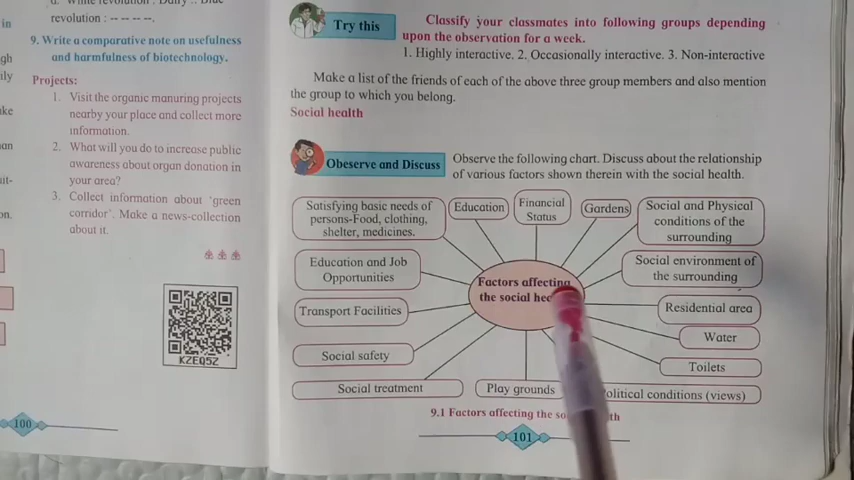 revolution : -- -- -- --.
9. Write a comparative note on usefulness
and harmfulness of biotechnology.
Projects:
1. Visit the organic manuring projects
nearby your place and collect more
information.
2. What will you do to increase public
awareness about organ donation in
your area?
3. Collect information about 'green
corridor'. Make a news-collection
about it.
KZEQ5Z
100
Try this
Classify your classmates into following groups depending
upon the observation for a week.
1. Highly interactive. 2. Occasionally interactive. 3. Non-interactive
Make a list of the friends of each of the above three group members and also mention
the group to which you belong.
Social health
Obeserve and Discuss
Observe the following chart. Discuss about the relationship
of various factors shown therein with the social health.
Satisfying basic needs of
persons-Food, clothing,
shelter, medicines.
Education
Financial
Status
Gardens
Social and Physical
conditions of the
surrounding
Education and Job
Opportunities
Factors affecting
the social
Social environment of
the surrounding
Transport Facilities
Residential area
Water
Social safety
Toilets
Social treatment
Play grounds
conditions (views)
9.1 Factors affecting the
101